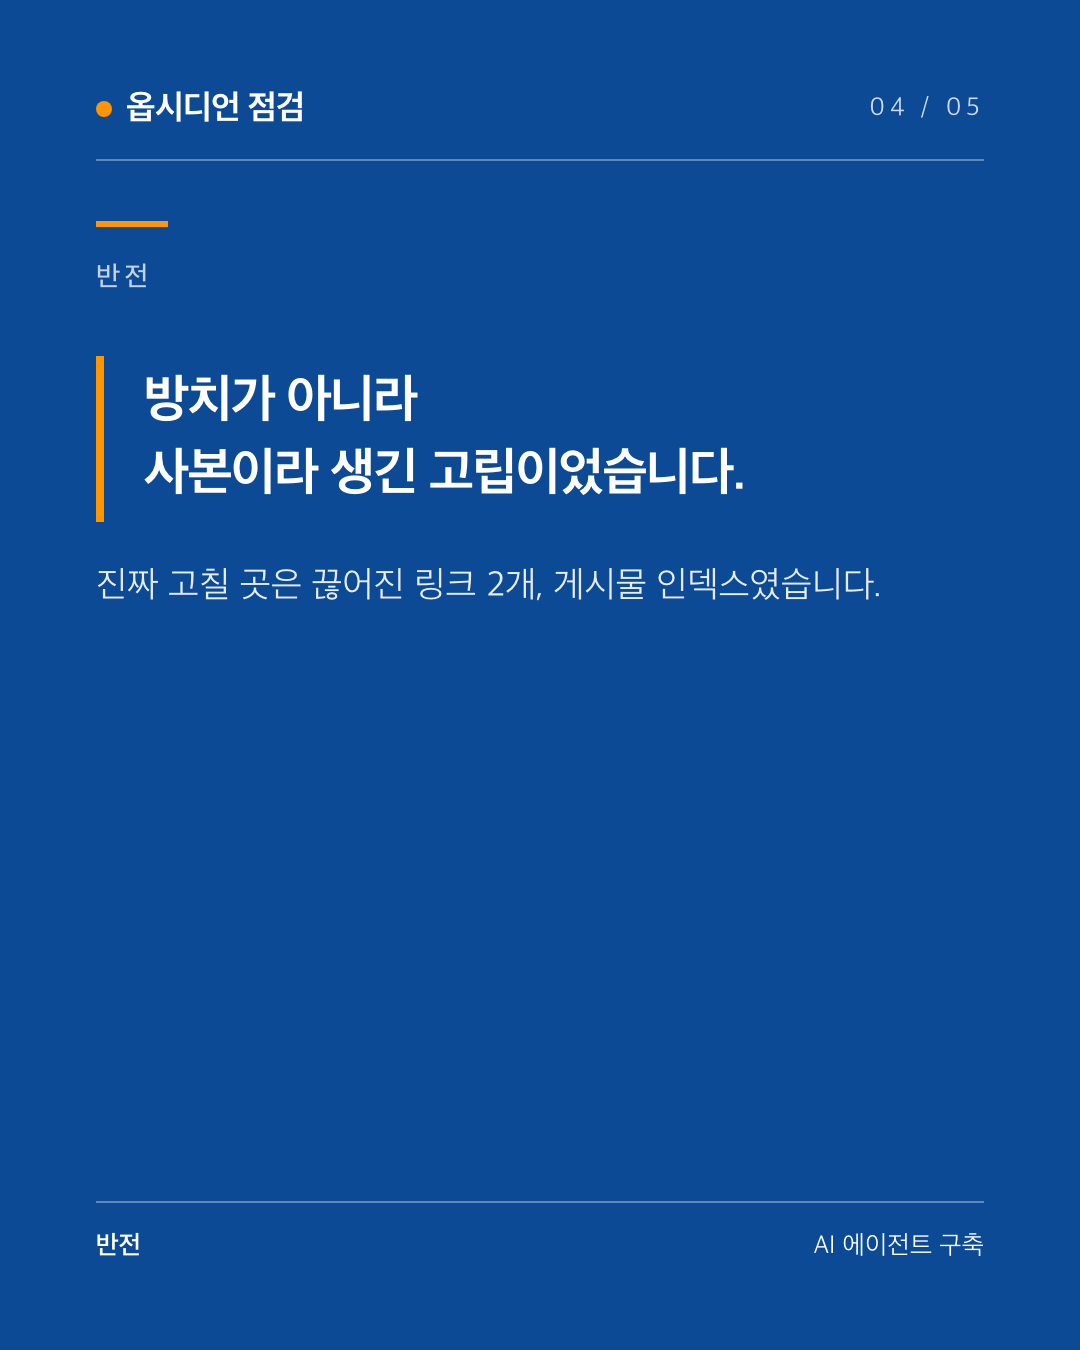 옵시디언 점검
04 / 05
반전
방치가 아니라
사본이라 생긴 고립이었습니다.
진짜 고칠 곳은 끊어진 링크 2개, 게시물 인덱스였습니다.
반전
AI 에이전트 구축